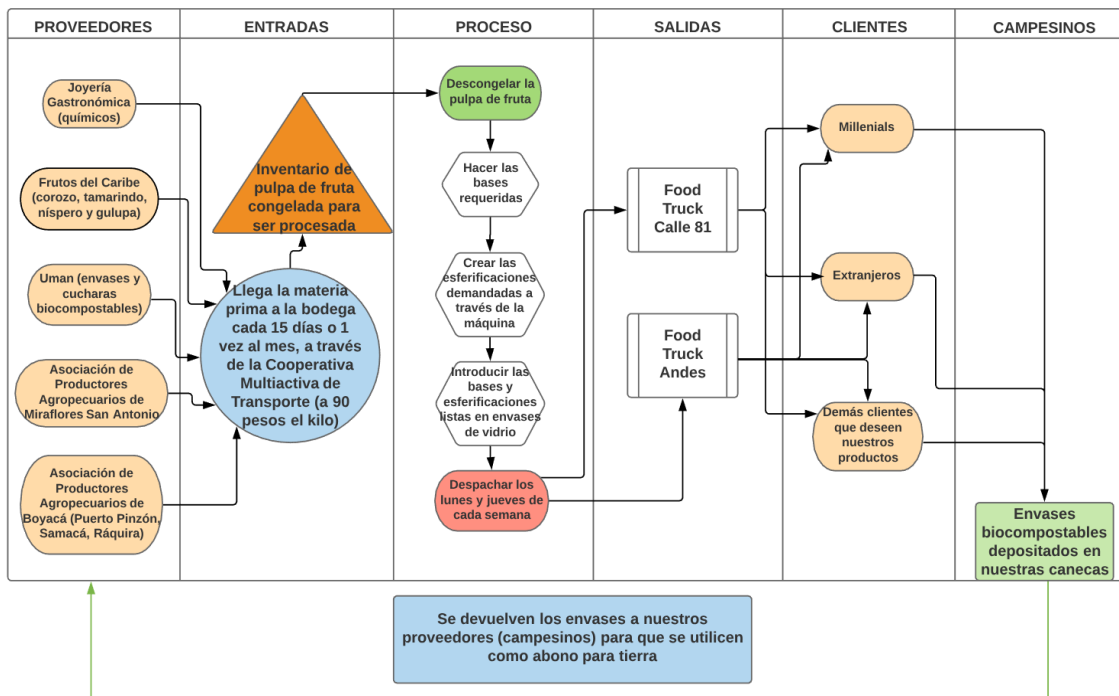 PROVEEDORES
ENTRADAS
PROCESO
SALIDAS
CLIENTES
CAMPESINOS
Joyería
Gastronómica
(químicos)
Frutos del Caribe
(corozo, tamarindo,
níspero y gulupa)
Uman (envases y
cucharas
biocompostables)
Asociación de
Productores
Agropecuarios de
Miraflores San Antonio
Asociación de
Productores
Agropecuarios de
Boyacá (Puerto Pinzón,
Samacá, Ráquira)
Inventario de
pulpa de fruta
congelada para
ser procesada
Llega la materia
prima a la bodega
cada 15 días o 1
vez al mes, a través
de la Cooperativa
Multiactiva de
Transporte (a 90
pesos el kilo)
Descongelar la
pulpa de fruta
Hacer las
bases
requeridas
Crear las
esferificaciones
demandadas a
través de la
máquina
Introducir las
bases y
esferificaciones
listas en envases
de vidrio
Despachar los
lunes y jueves de
cada semana
Food
Truck
Calle 81
Food
Truck
Andes
Millenials
Extranjeros
Demás clientes
que deseen
nuestros
productos
Envases
biocompostables
depositados en
nuestras canecas
Se devuelven los envases a nuestros
proveedores (campesinos) para que se utilicen
como abono para tierra